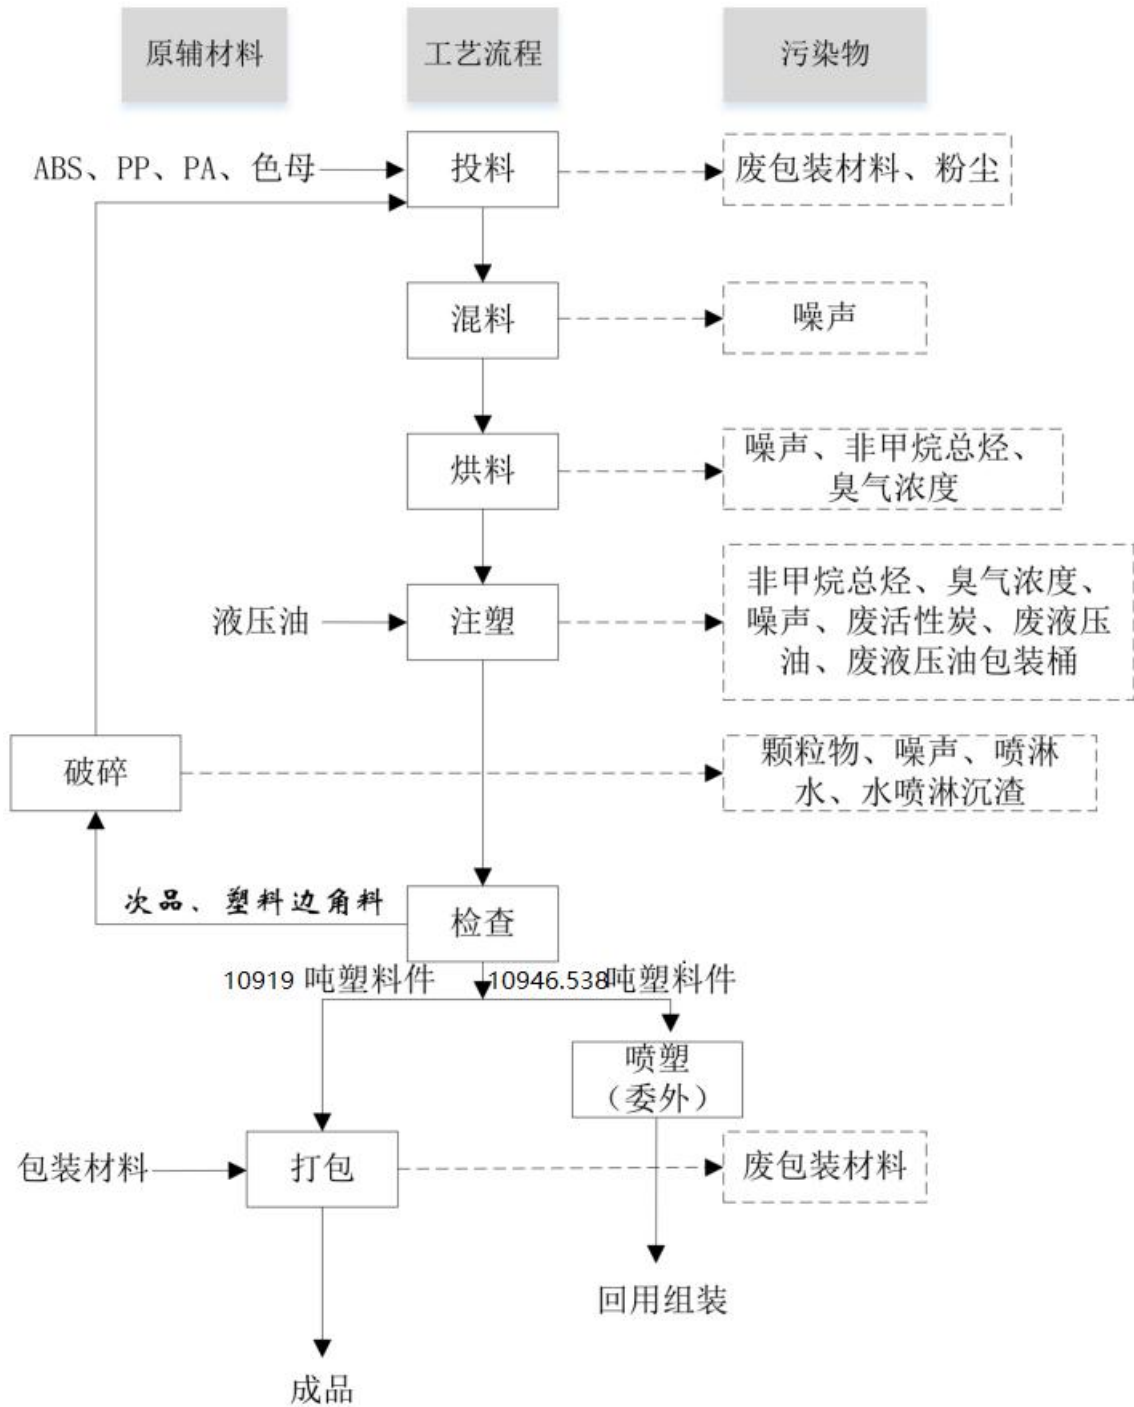 原辅材料
工艺流程
污染物
ABS、PP、PA、色母
投料
废包装材料、粉尘
混料
噪声
烘料
噪声、非甲烷总烃、
臭气浓度
液压油
注塑
非甲烷总烃、臭气浓度、
噪声、废活性炭、废液压
油、废液压油包装桶
破碎
颗粒物、噪声、喷淋
水、水喷淋沉渣
次品、塑料边角料
检查
10919 吨塑料件
10946.538吨塑料件
喷塑
（委外）
包装材料
打包
废包装材料
回用组装
成品